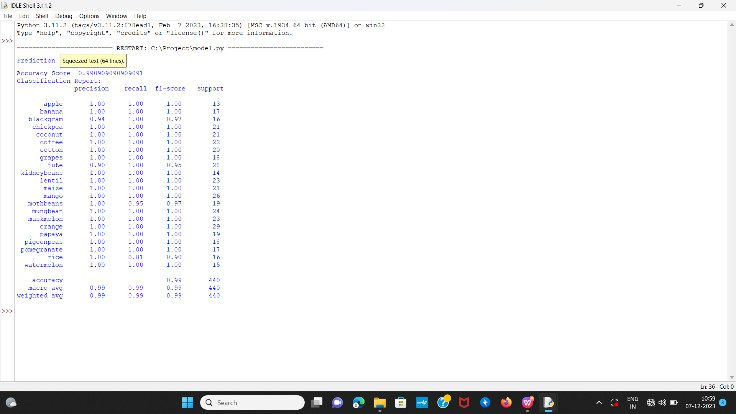 IDLE Shell 3.11.2
File Edit Shell Debug Options Window Help
Python 3.11.2 (tags/v3.11.2:878ead1, Feb 7 2023, 16:38:35) [MSC v.1934 64 bit (AMD64)] on win32
Type "help", "copyright", "credits" or "license()" for more information.
>>>
RESTART: C:\Project\model.py
Prediction Squeezed text (64 lines).
Accuracy Score 0.990909090909091
Classification Report:
precision recall f1-score support
apple 1.00 1.00 1.00 13
banana 1.00 1.00 1.00 17
blackgram 0.94 1.00 0.97 16
chickpea 1.00 1.00 1.00 21
coconut 1.00 1.00 1.00 21
coffee 1.00 1.00 1.00 22
cotton 1.00 1.00 1.00 20
grapes 1.00 1.00 1.00 18
jute 0.90 1.00 0.95
kidneybeans 1.00 1.00 1.00 14
lentil 1.00 1.00 1.00 23
maize 1.00 1.00 1.00 21
mango 1.00 1.00 1.00 26
mothbeans 1.00 0.95 0.97 19
mungbean 1.00 1.00 1.00 24
muskmelon 1.00 1.00 1.00 23
orange 1.00 1.00 1.00 29
papaya 1.00 1.00 1.00 19
pigeonpeas 1.00 1.00 1.00 18
pomegranate 1.00 1.00 1.00 17
rice 1.00 0.81 0.90 16
watermelon 1.00 1.00 1.00 15
accuracy 0.99 440
macro avg 0.99 0.99 0.99 440
weighted avg 0.99 0.99 0.99 440
>>>
Ln: 36 Col: 0
Search
ENG
IN
10:59
07-12-2023